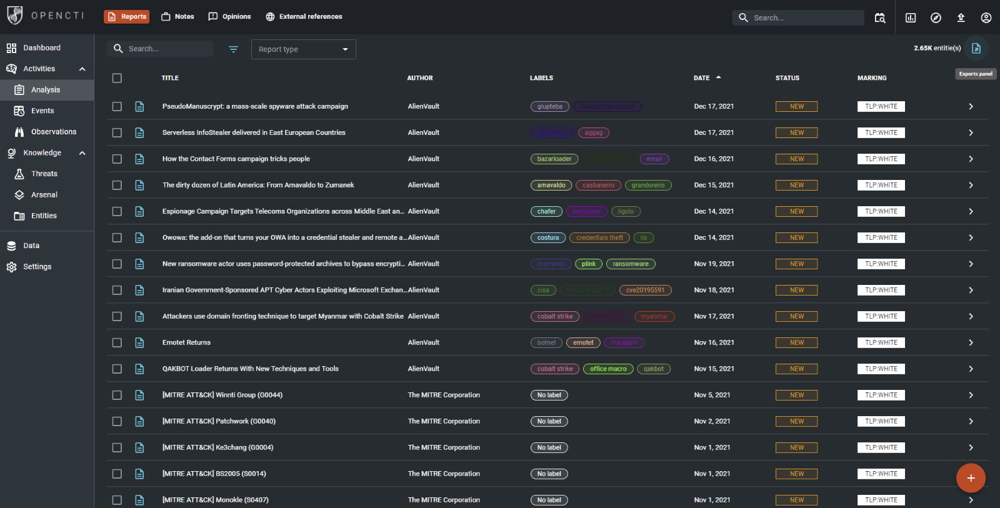 OPENCTI Reports Notes Opinions External references Search...
Dashboard
Activities
Analysis
Events
Observations
Knowledge
Threats
Arsenal
Entities
Data
Settings
Search... Report type 2.65K entitie(s)
Exports panel
TITLE AUTHOR LABELS DATE STATUS MARKING
PseudoManuscrypt: a mass-scale spyware attack campaign AlienVault glupteba pseudomanuscrypt Dec 17, 2021 NEW TLP:WHITE
Serverless InfoStealer delivered in East European Countries AlienVault aggag Dec 17, 2021 NEW TLP:WHITE
How the Contact Forms campaign tricks people AlienVault bazarloader email Dec 16, 2021 NEW TLP:WHITE
The dirty dozen of Latin America: From Amavaldo to Zumanek AlienVault amavaldo casbaneiro grandoreiro Dec 15, 2021 NEW TLP:WHITE
Espionage Campaign Targets Telecoms Organizations across Middle East an... AlienVault chafer keylogger ligolo Dec 14, 2021 NEW TLP:WHITE
Owowa: the add-on that turns your OWA into a credential stealer and remote a... AlienVault costura credentials theft iis Dec 14, 2021 NEW TLP:WHITE
New ransomware actor uses password-protected archives to bypass encrypti... AlienVault memento plink ransomware Nov 19, 2021 NEW TLP:WHITE
Iranian Government-Sponsored APT Cyber Actors Exploiting Microsoft Exchan... AlienVault cisa cve20195591 Nov 18, 2021 NEW TLP:WHITE
Attackers use domain fronting technique to target Myanmar with Cobalt Strike AlienVault cobalt strike myanmar Nov 17, 2021 NEW TLP:WHITE
Emotet Returns AlienVault botnet emotet malspam Nov 16, 2021 NEW TLP:WHITE
QAKBOT Loader Returns With New Techniques and Tools AlienVault cobalt strike office macro qakbot Nov 15, 2021 NEW TLP:WHITE
[MITRE ATT&CK] Winnti Group (G0044) The MITRE Corporation No label Nov 5, 2021 NEW TLP:WHITE
[MITRE ATT&CK] Patchwork (G0040) The MITRE Corporation No label Nov 2, 2021 NEW TLP:WHITE
[MITRE ATT&CK] Ke3chang (G0004) The MITRE Corporation No label Nov 1, 2021 NEW TLP:WHITE
[MITRE ATT&CK] BS2005 (S0014) The MITRE Corporation No label Nov 1, 2021 NEW TLP:WHITE
[MITRE ATT&CK] Monokle (S0407) The MITRE Corporation No label Nov 1, 2021 NEW TLP:WHITE